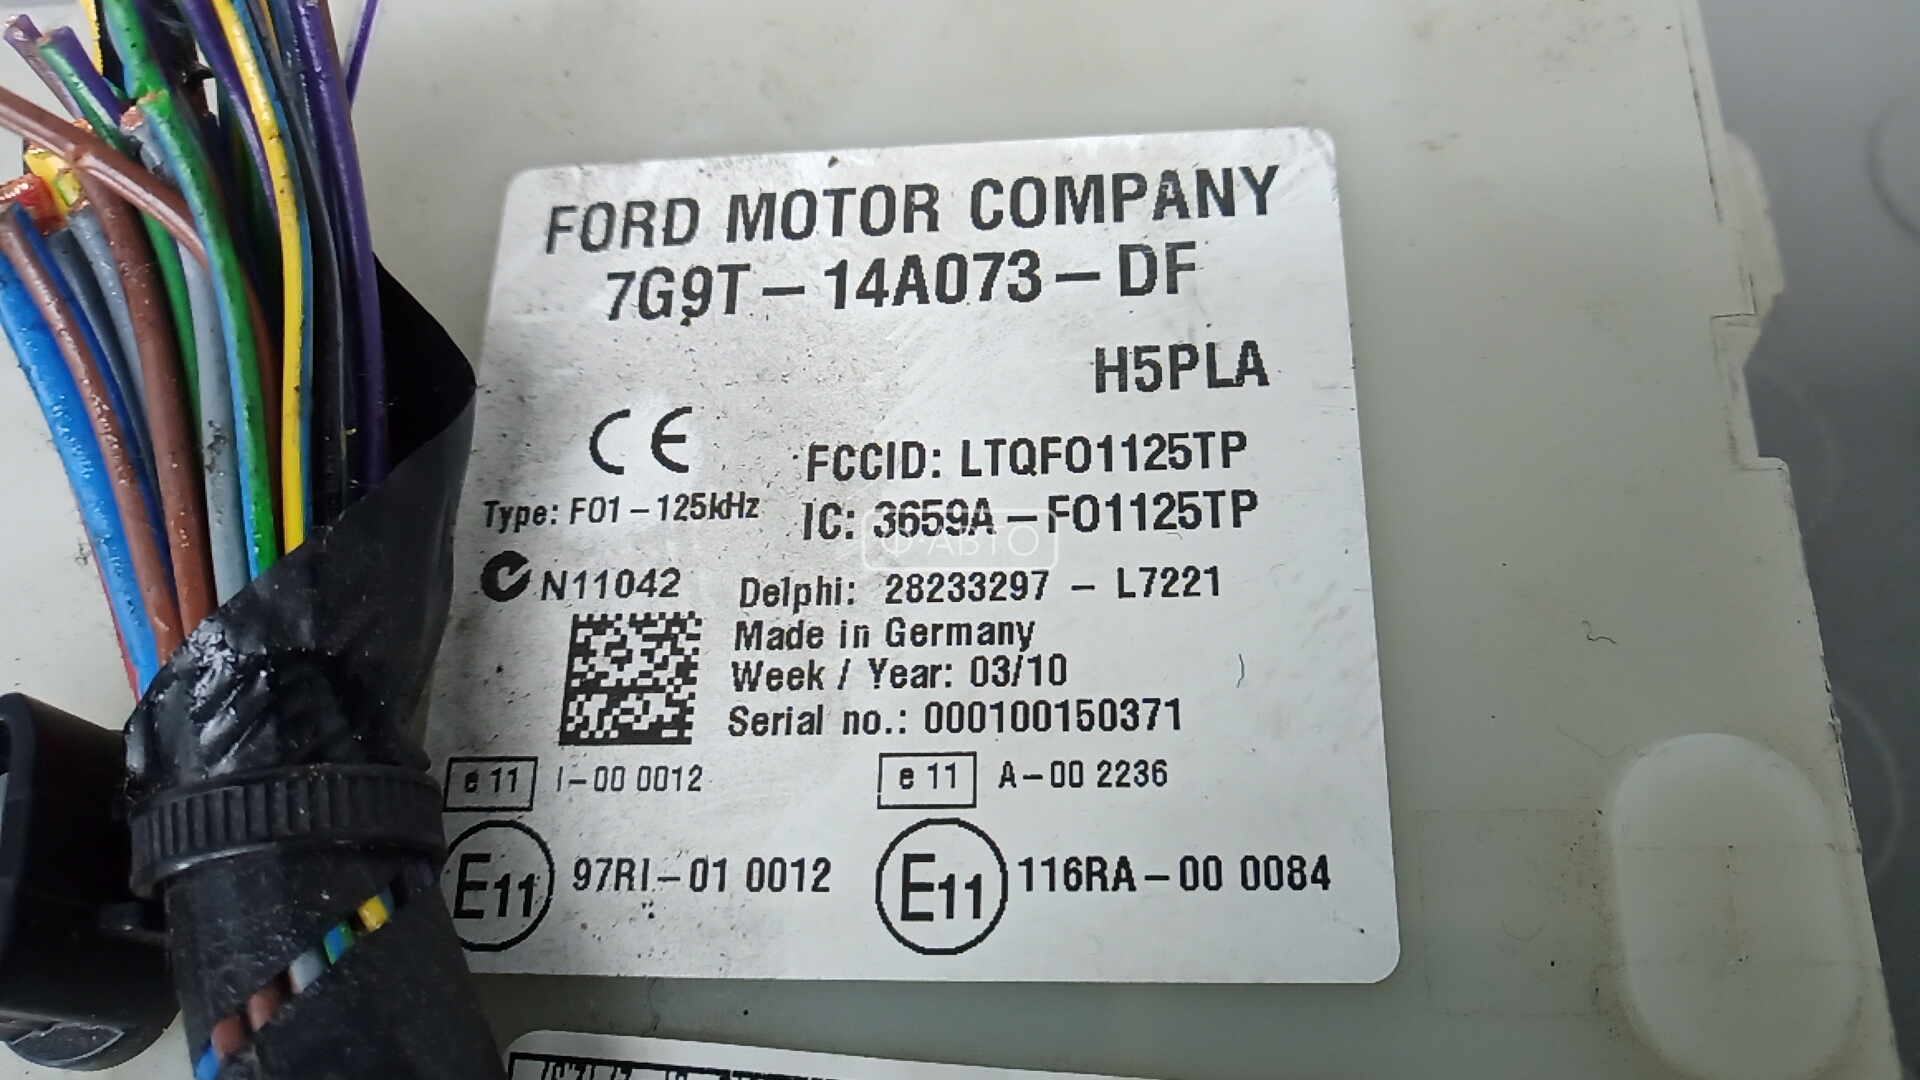 FORD MOTOR COMPANY
7G9T-14A073-DF
H5PLA
CE
FCCID: LTQFO1125TP
Type: FO1-125kHz
IC: 3659A-FO1125TP
Ф-АВТО
N11042
Delphi: 28233297 - L7221
Made in Germany
Week / Year: 03/10
Serial no.: 000100150371
e 11 I-00 0012
e 11 A-00 2236
E11 97RI-01 0012
E11 116RA-00 0084